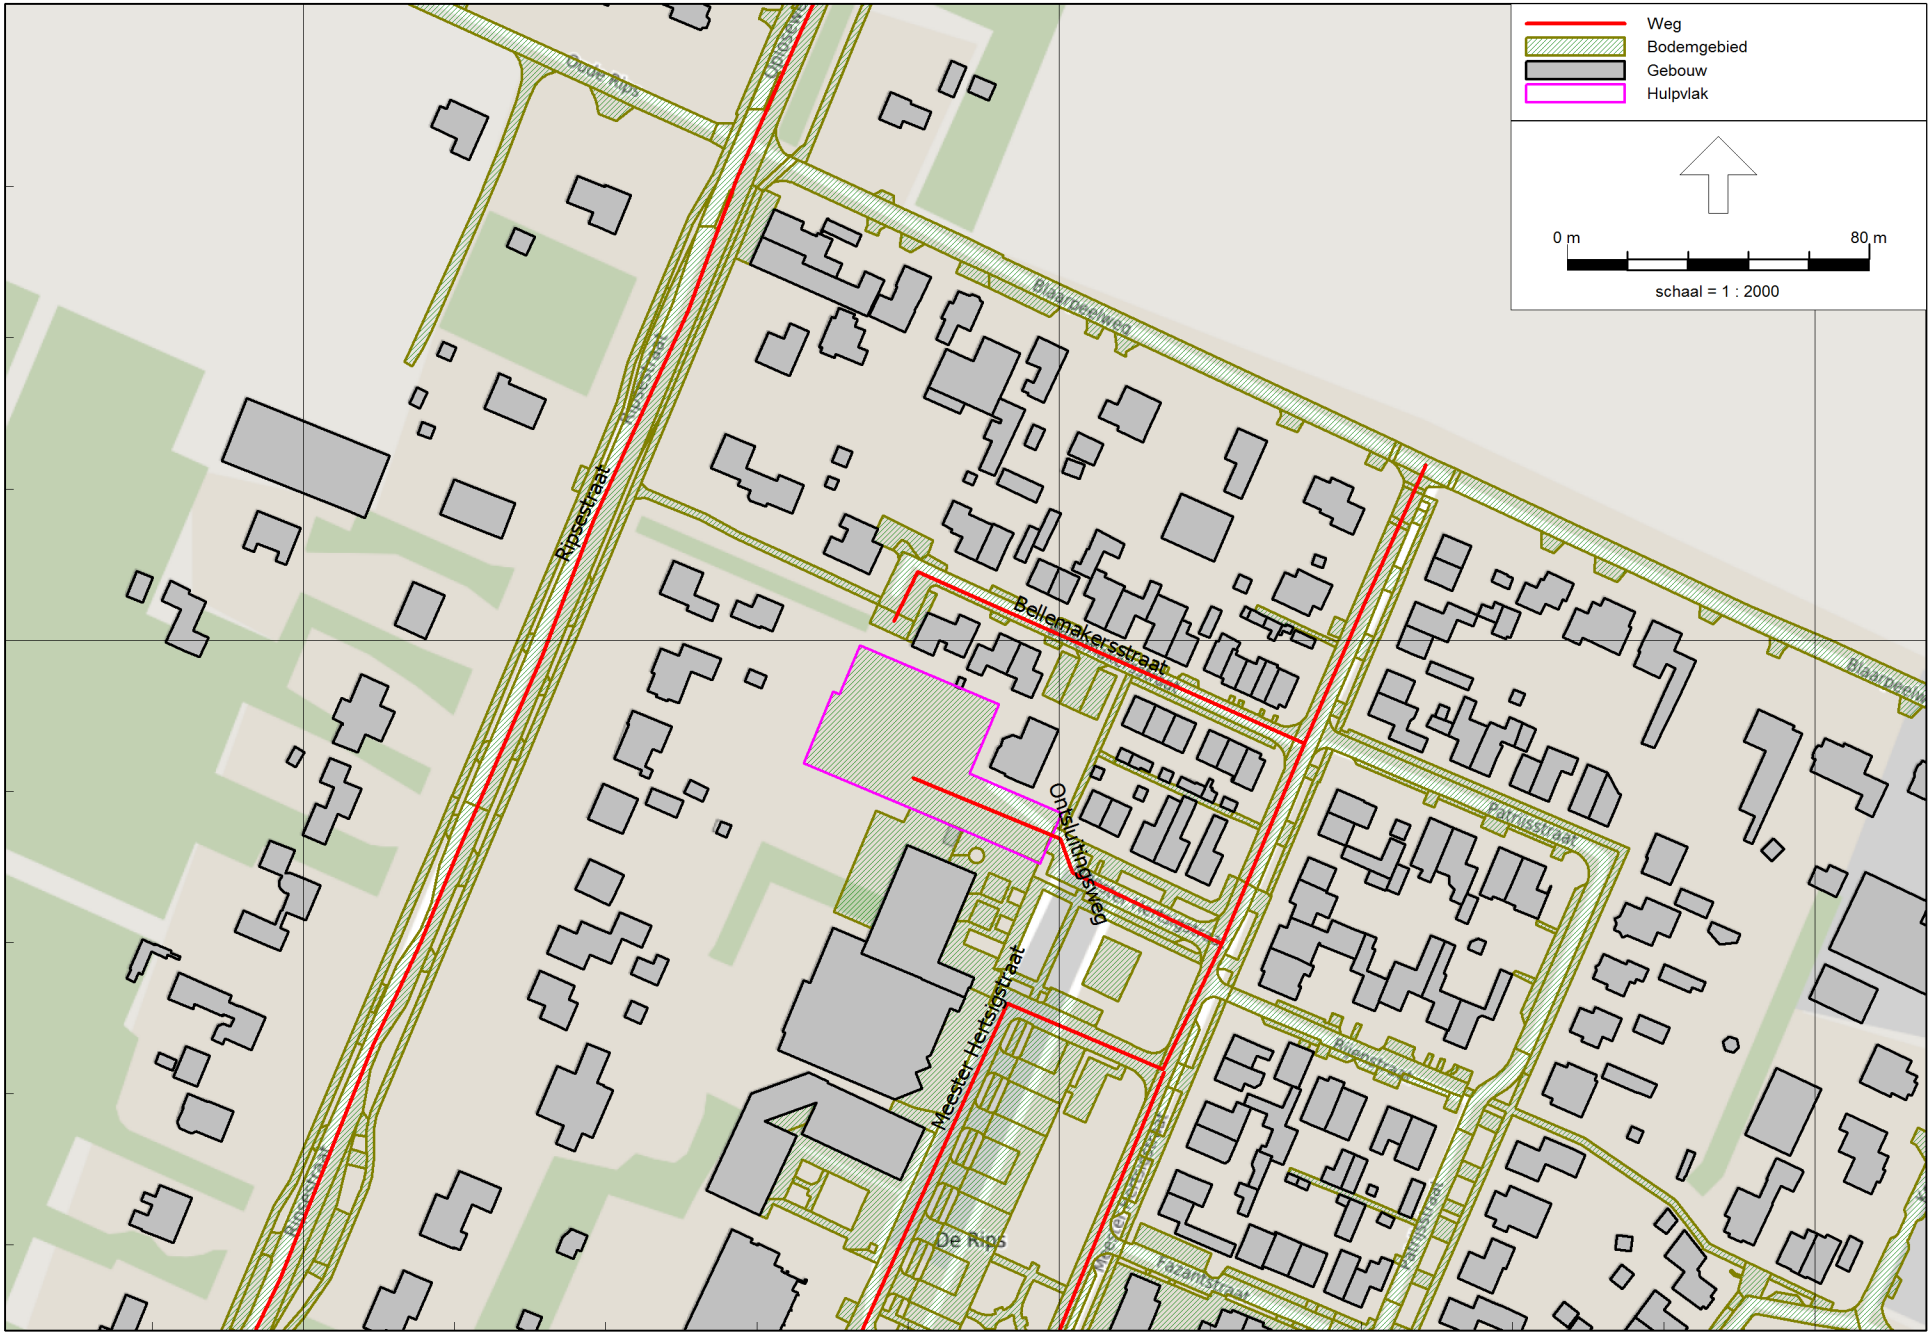 Weg
Bodemgebied
Gebouw
Hulpvlak
0 m 80 m
schaal = 1 : 2000
Oude Rips
Blaarpeelweg
Ripsestraat
Ripsestraat
Bellemakersstraat
Ontsluitingsweg
Patrijsstraat
Meester Hertsigstraat
Patrijsstraat
Ripsestraat
De Rips
Fazantstraat